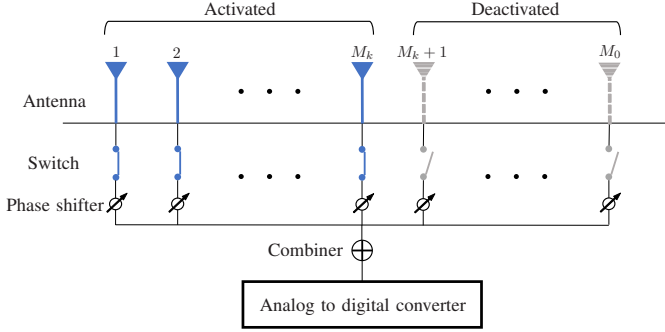 Activated Deactivated
1 2 M_k M_k + 1 M_0
Antenna
Switch
Phase shifter
Combiner
Analog to digital converter